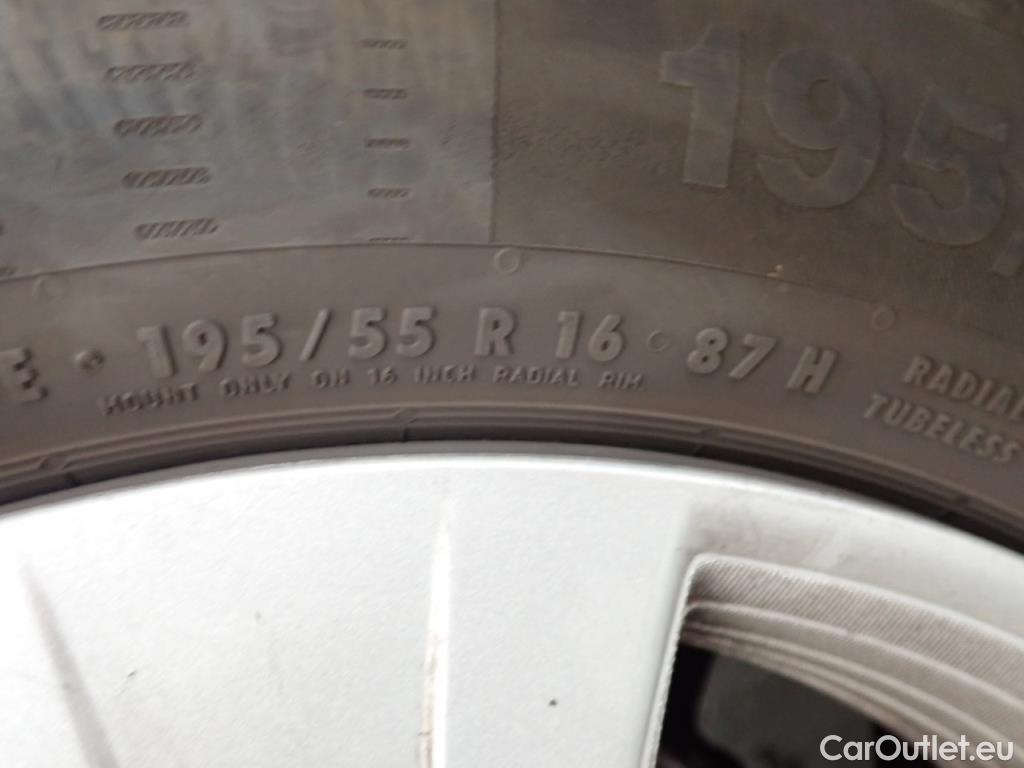 195
E · 195/55 R 16 · 87 H
MOUNT ONLY ON 16 INCH RADIAL RIM
RADIAL
TUBELESS
CarOutlet.eu